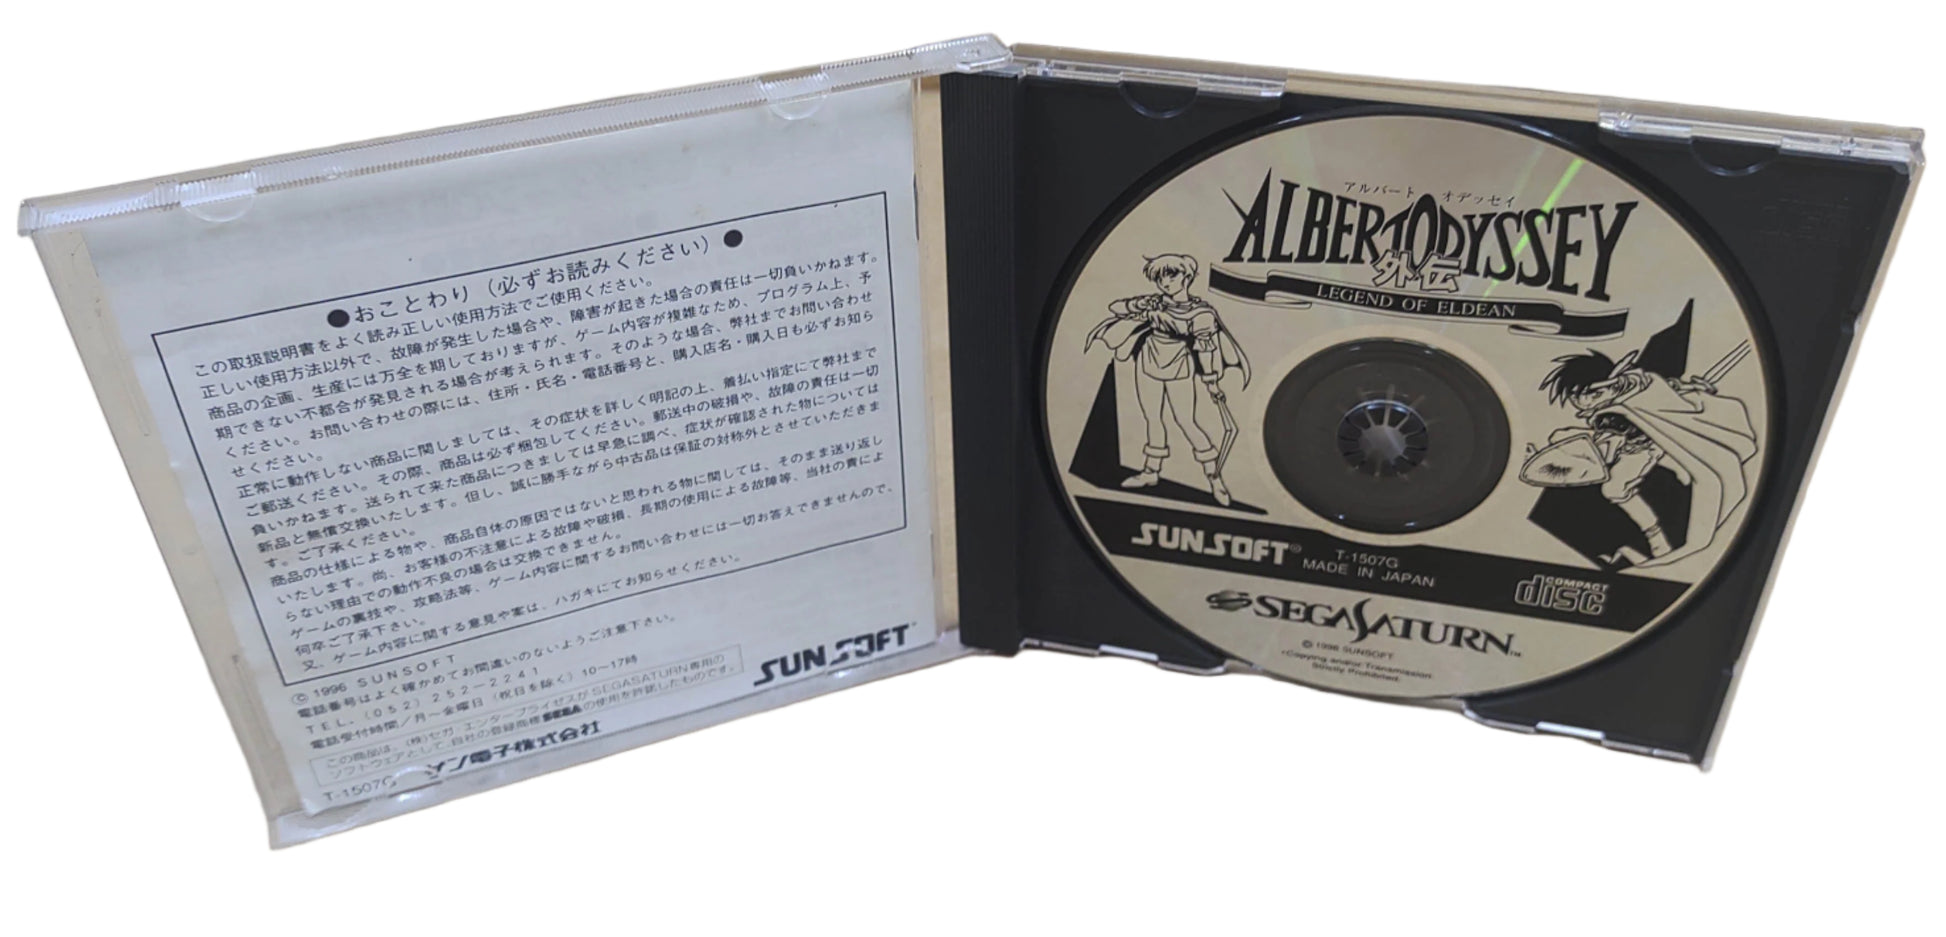 ●おことわり（必ずお読みください）●
この取扱説明書をよく読み正しい使用方法でご使用ください。
正しい使用方法以外で、故障が発生した場合や、障害が起きた場合の責任は一切負いかねます。
商品の企画、生産には万全を期しておりますが、ゲーム内容が複雑なため、プログラム上、予
期できない不都合が発見される場合が考えられます。そのような場合、弊社までお問い合わせ
ください。お問い合わせの際には、住所・氏名・電話番号と、購入店名・購入日も必ずお知ら
せください。
正常に動作しない商品に関しましては、その症状を詳しく明記の上、着払い指定にて弊社まで
ご郵送ください。その際、商品は必ず梱包してください。郵送中の破損や、故障の責任は一切
負いかねます。送られて来た商品につきましては早急に調べ、症状が確認された物については
新品と無償交換いたします。但し、誠に勝手ながら中古品は保証の対称外とさせていただきま
す。ご了承ください。
商品の仕様による物や、商品自体の原因ではないと思われる物に関しては、そのまま送り返し
いたします。尚、お客様の不注意による故障や破損、長期の使用による故障等、当社の責によ
らない理由での動作不良の場合は交換できません。
ゲームの裏技や、攻略法等、ゲーム内容に関するお問い合わせには一切お答えできませんので、
何卒ご了承下さい。
又、ゲーム内容に関する意見や案は、ハガキにてお知らせください。
© 1996 SUNSOFT
電話番号はよく確かめてお間違いのないようご注意下さい。
TEL.(052) 252-2241
電話受付時間／月～金曜日（祝日を除く）10～17時
この商品は、(株)セガ・エンタープライゼスがSEGASATURN専用の
ソフトウェアとして、自社の登録商標SEGAの使用を許諾したものです。
T-1507G
サン電子株式会社
SUNSOFT
アルバート オデッセイ
ALBERT ODYSSEY
外伝
LEGEND OF ELDEAN
SUNSOFT®
T-1507G
MADE IN JAPAN
COMPACT
disc
SEGASATURN™
© 1996 SUNSOFT
•Copying and/or Transmission
Strictly Prohibited.